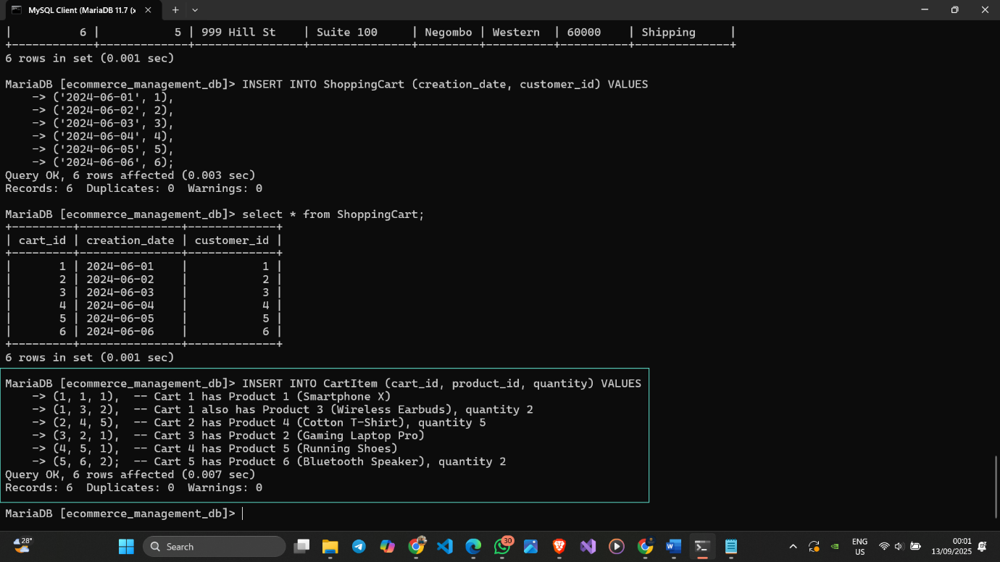 MySQL Client (MariaDB 11.7 (x
|          6 |            5 | 999 Hill St    | Suite 100     | Negombo | Western  | 60000    | Shipping     |
+------------+--------------+----------------+---------------+---------+----------+----------+--------------+
6 rows in set (0.001 sec)
MariaDB [ecommerce_management_db]> INSERT INTO ShoppingCart (creation_date, customer_id) VALUES
    -> ('2024-06-01', 1),
    -> ('2024-06-02', 2),
    -> ('2024-06-03', 3),
    -> ('2024-06-04', 4),
    -> ('2024-06-05', 5),
    -> ('2024-06-06', 6);
Query OK, 6 rows affected (0.003 sec)
Records: 6  Duplicates: 0  Warnings: 0
MariaDB [ecommerce_management_db]> select * from ShoppingCart;
+---------+---------------+-------------+
| cart_id | creation_date | customer_id |
+---------+---------------+-------------+
|       1 | 2024-06-01    |           1 |
|       2 | 2024-06-02    |           2 |
|       3 | 2024-06-03    |           3 |
|       4 | 2024-06-04    |           4 |
|       5 | 2024-06-05    |           5 |
|       6 | 2024-06-06    |           6 |
+---------+---------------+-------------+
6 rows in set (0.001 sec)
MariaDB [ecommerce_management_db]> INSERT INTO CartItem (cart_id, product_id, quantity) VALUES
    -> (1, 1, 1),  -- Cart 1 has Product 1 (Smartphone X)
    -> (1, 3, 2),  -- Cart 1 also has Product 3 (Wireless Earbuds), quantity 2
    -> (2, 4, 5),  -- Cart 2 has Product 4 (Cotton T-Shirt), quantity 5
    -> (3, 2, 1),  -- Cart 3 has Product 2 (Gaming Laptop Pro)
    -> (4, 5, 1),  -- Cart 4 has Product 5 (Running Shoes)
    -> (5, 6, 2);  -- Cart 5 has Product 6 (Bluetooth Speaker), quantity 2
Query OK, 6 rows affected (0.007 sec)
Records: 6  Duplicates: 0  Warnings: 0
MariaDB [ecommerce_management_db]>
28°
Search
30
ENG
US
00:01
13/09/2025